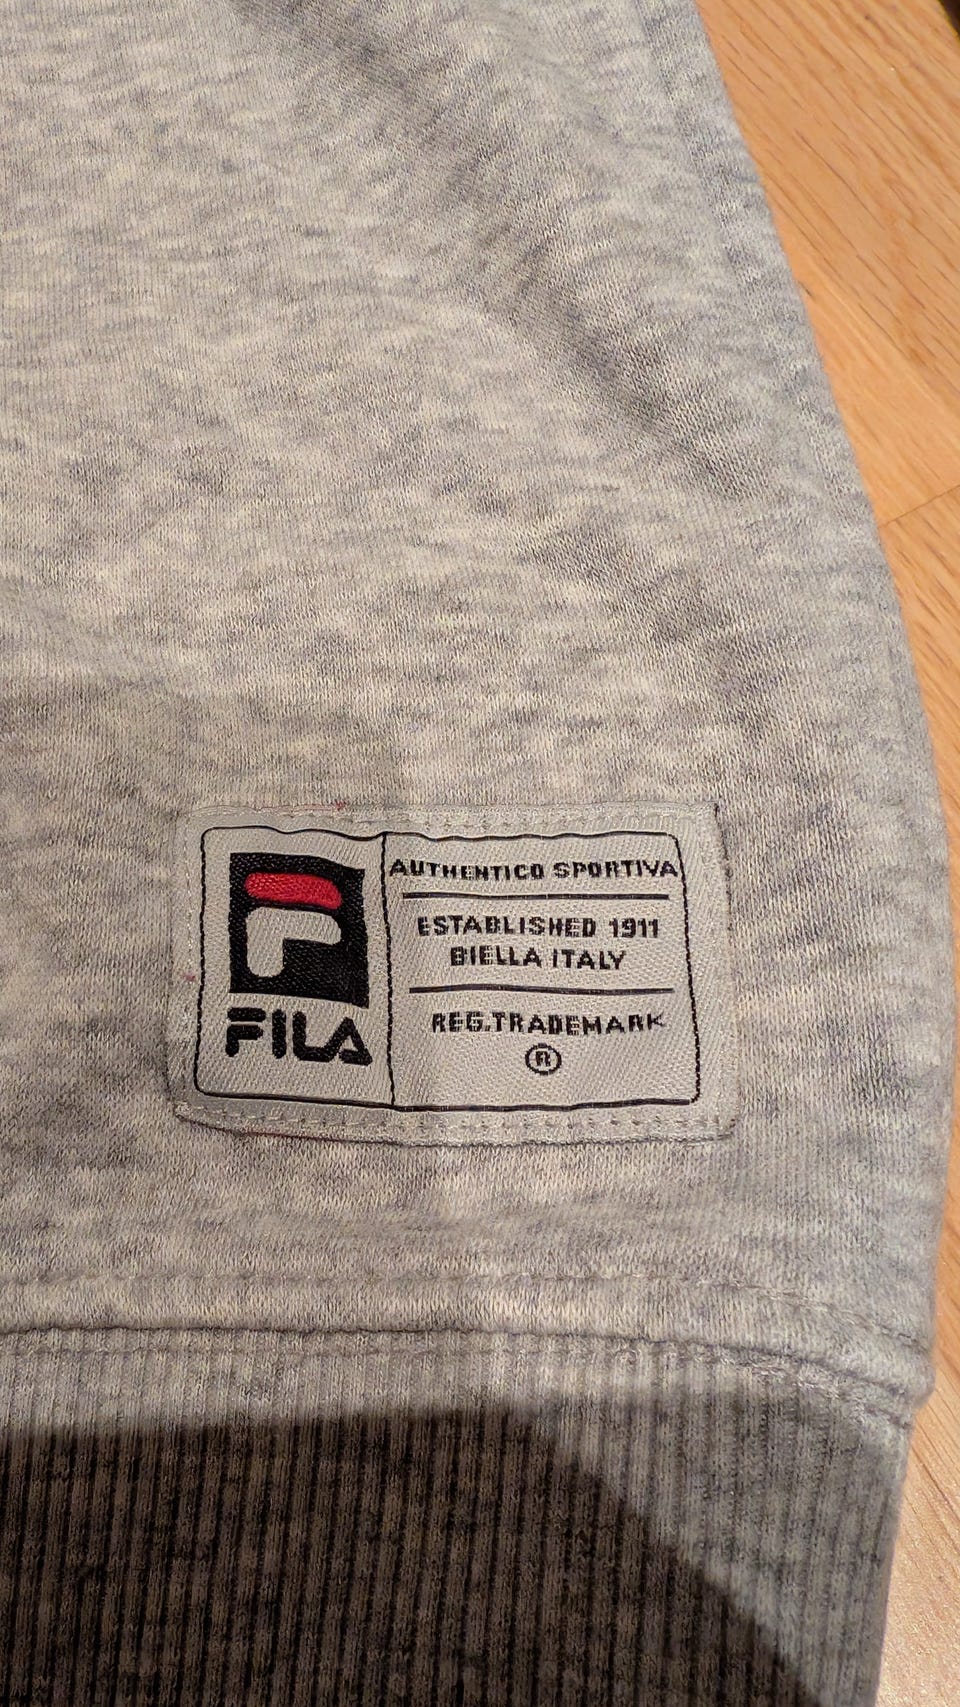 FILA
AUTHENTICO SPORTIVA
ESTABLISHED 1911
BIELLA ITALY
REG.TRADEMARK
®